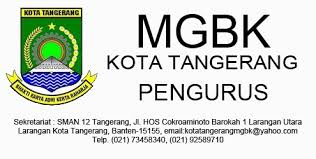 KOTA TANGERANG
BHAKTI KARYA ADHI KERTA RAHARJA
MGBK
KOTA TANGERANG
PENGURUS
Sekretariat : SMAN 12 Tangerang, Jl. HOS Cokroaminoto Barokah 1 Larangan Utara
Larangan Kota Tangerang, Banten-15155, email:kotatangerangmgbk@yahoo.com
Telp. (021) 73458340, (021) 92589710